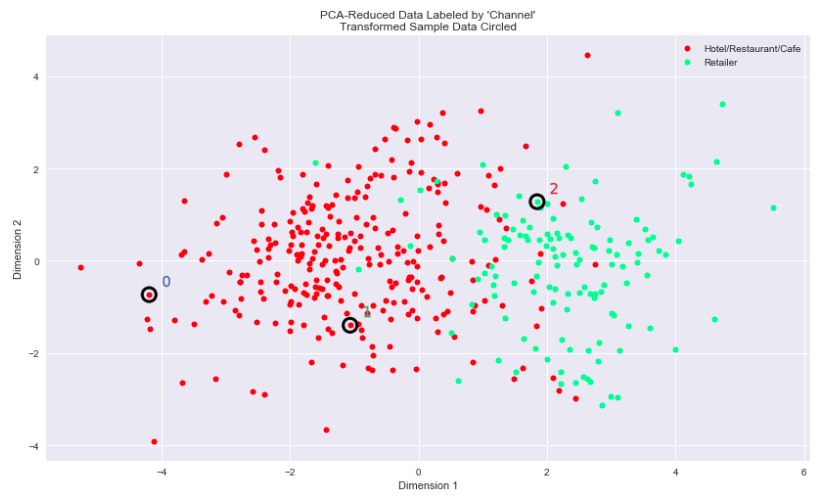 PCA-Reduced Data Labeled by 'Channel'
Transformed Sample Data Circled
Hotel/Restaurant/Cafe
Retailer
4
2
0
−2
−4
Dimension 2
0
1
2
−4
−2
0
2
4
6
Dimension 1